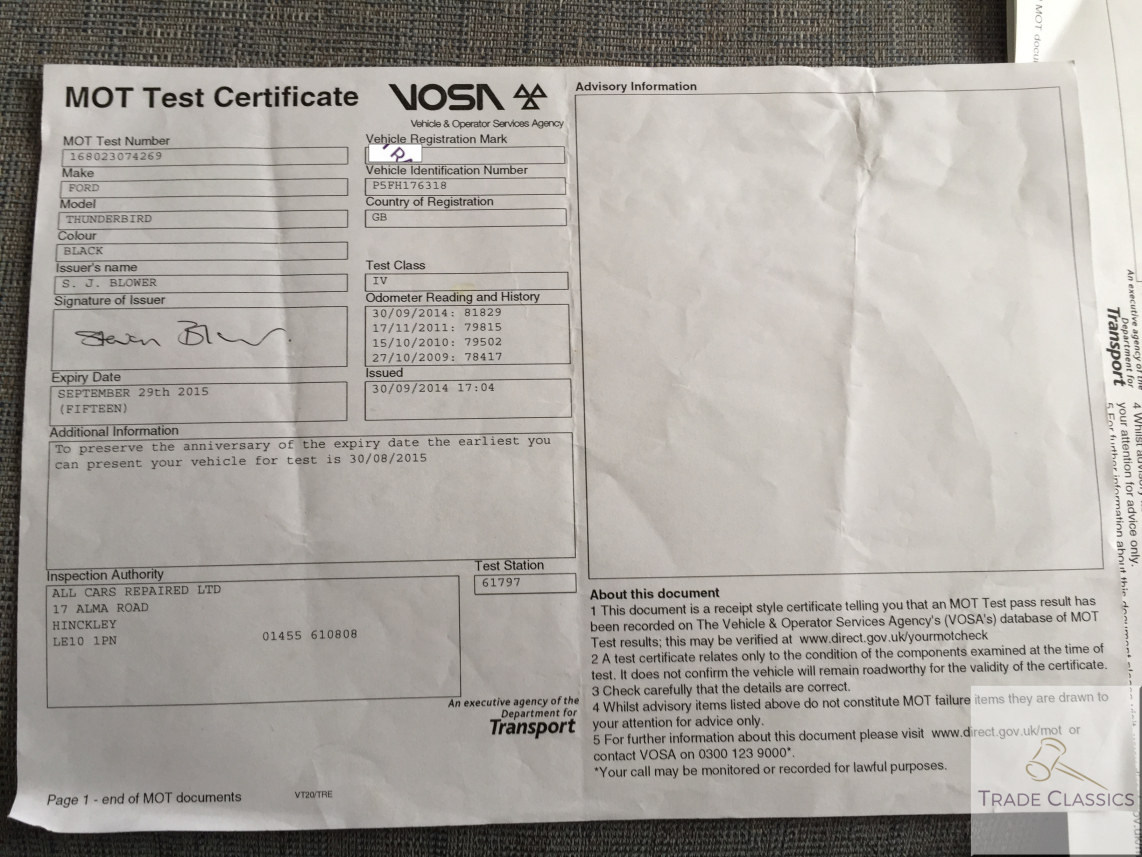 MOT Test Certificate
VOSA
Vehicle & Operator Services Agency
MOT Test Number
168023074269
Make
FORD
Model
THUNDERBIRD
Colour
BLACK
Issuer's name
S. J. BLOWER
Signature of Issuer
Expiry Date
SEPTEMBER 29th 2015
(FIFTEEN)
Vehicle Registration Mark
R
Vehicle Identification Number
P5FH176318
Country of Registration
GB
Test Class
IV
Odometer Reading and History
30/09/2014: 81829
17/11/2011: 79815
15/10/2010: 79502
27/10/2009: 78417
Issued
30/09/2014 17:04
Additional Information
To preserve the anniversary of the expiry date the earliest you
can present your vehicle for test is 30/08/2015
Inspection Authority
ALL CARS REPAIRED LTD
17 ALMA ROAD
HINCKLEY
LE10 1PN 01455 610808
Test Station
61797
An executive agency of the
Department for
Transport
Page 1 - end of MOT documents
VT20/TRE
Advisory Information
About this document
1 This document is a receipt style certificate telling you that an MOT Test pass result has
been recorded on The Vehicle & Operator Services Agency's (VOSA's) database of MOT
Test results; this may be verified at www.direct.gov.uk/yourmotcheck
2 A test certificate relates only to the condition of the components examined at the time of
test. It does not confirm the vehicle will remain roadworthy for the validity of the certificate.
3 Check carefully that the details are correct.
4 Whilst advisory items listed above do not constitute MOT failure items they are drawn to
your attention for advice only.
5 For further information about this document please visit www.direct.gov.uk/mot or
contact VOSA on 0300 123 9000*.
*Your call may be monitored or recorded for lawful purposes.
An executive agency of the
Department for
Transport
4 Whilst
your attention for advice only.
5 For further information about this document
TRADE CLASSICS